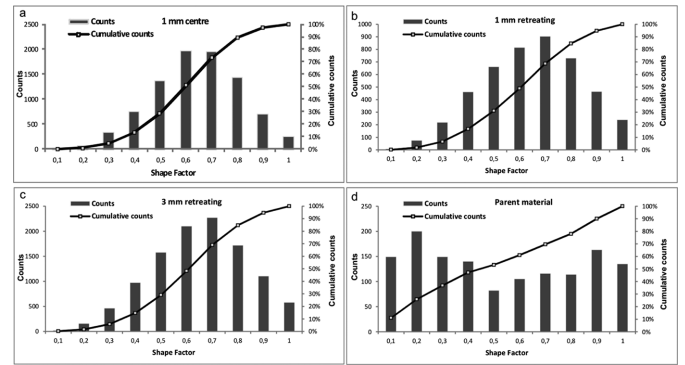 a
1 mm centre
Counts
Cumulative counts
2500
2000
1500
1000
500
0
Counts
100%
90%
80%
70%
60%
50%
40%
30%
20%
10%
0%
Cumulative counts
0,1 0,2 0,3 0,4 0,5 0,6 0,7 0,8 0,9 1
Shape Factor
b
1 mm retreating
Counts
Cumulative counts
1000
900
800
700
600
500
400
300
200
100
0
Counts
100%
90%
80%
70%
60%
50%
40%
30%
20%
10%
0%
Cumulative counts
0,1 0,2 0,3 0,4 0,5 0,6 0,7 0,8 0,9 1
Shape Factor
c
3 mm retreating
Counts
Cumulative counts
2500
2000
1500
1000
500
0
Counts
100%
90%
80%
70%
60%
50%
40%
30%
20%
10%
0%
Cumulative counts
0,1 0,2 0,3 0,4 0,5 0,6 0,7 0,8 0,9 1
Shape Factor
d
Parent material
Counts
Cumulative counts
250
200
150
100
50
0
Counts
100%
90%
80%
70%
60%
50%
40%
30%
20%
10%
0%
Cumulative counts
0,1 0,2 0,3 0,4 0,5 0,6 0,7 0,8 0,9 1
Shape Factor